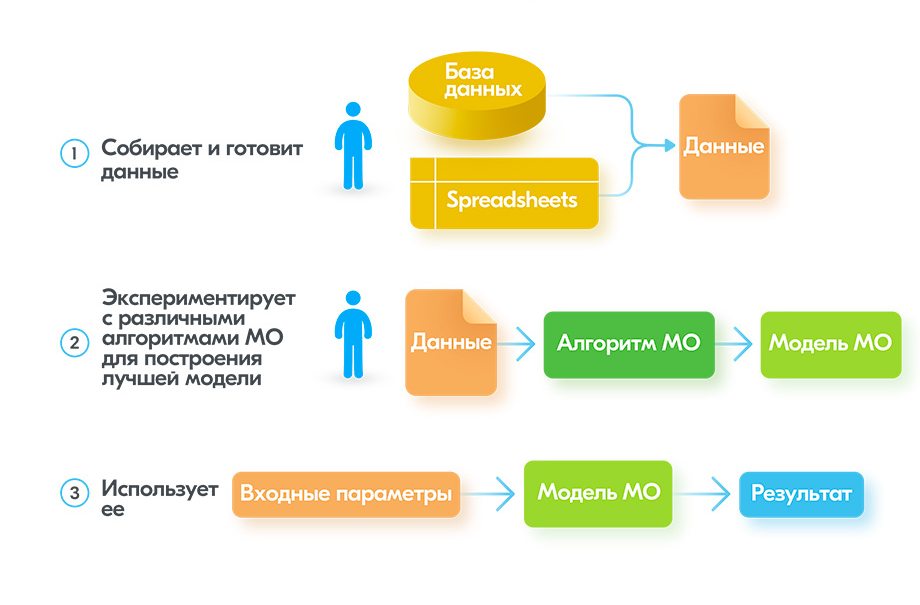 База
данных
1
Собирает и готовит
данные
Данные
Spreadsheets
Экспериментирует
с различными
алгоритмами МО
для построения
лучшей модели
2
Данные
Алгоритм МО
Модель МО
3
Использует
ее
Входные параметры
Модель МО
Результат